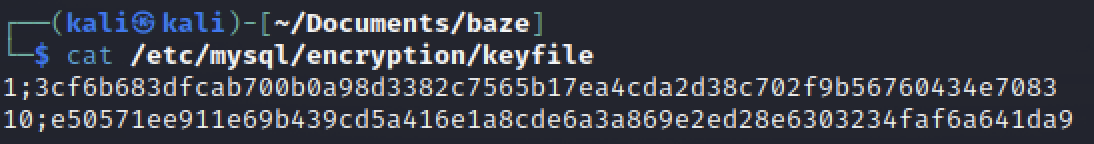 ┌──(kali㉿kali)-[~/Documents/baze]
└─$ cat /etc/mysql/encryption/keyfile
1;3cf6b683dfcab700b0a98d3382c7565b17ea4cda2d38c702f9b56760434e7083
10;e50571ee911e69b439cd5a416e1a8cde6a3a869e2ed28e6303234faf6a641da9